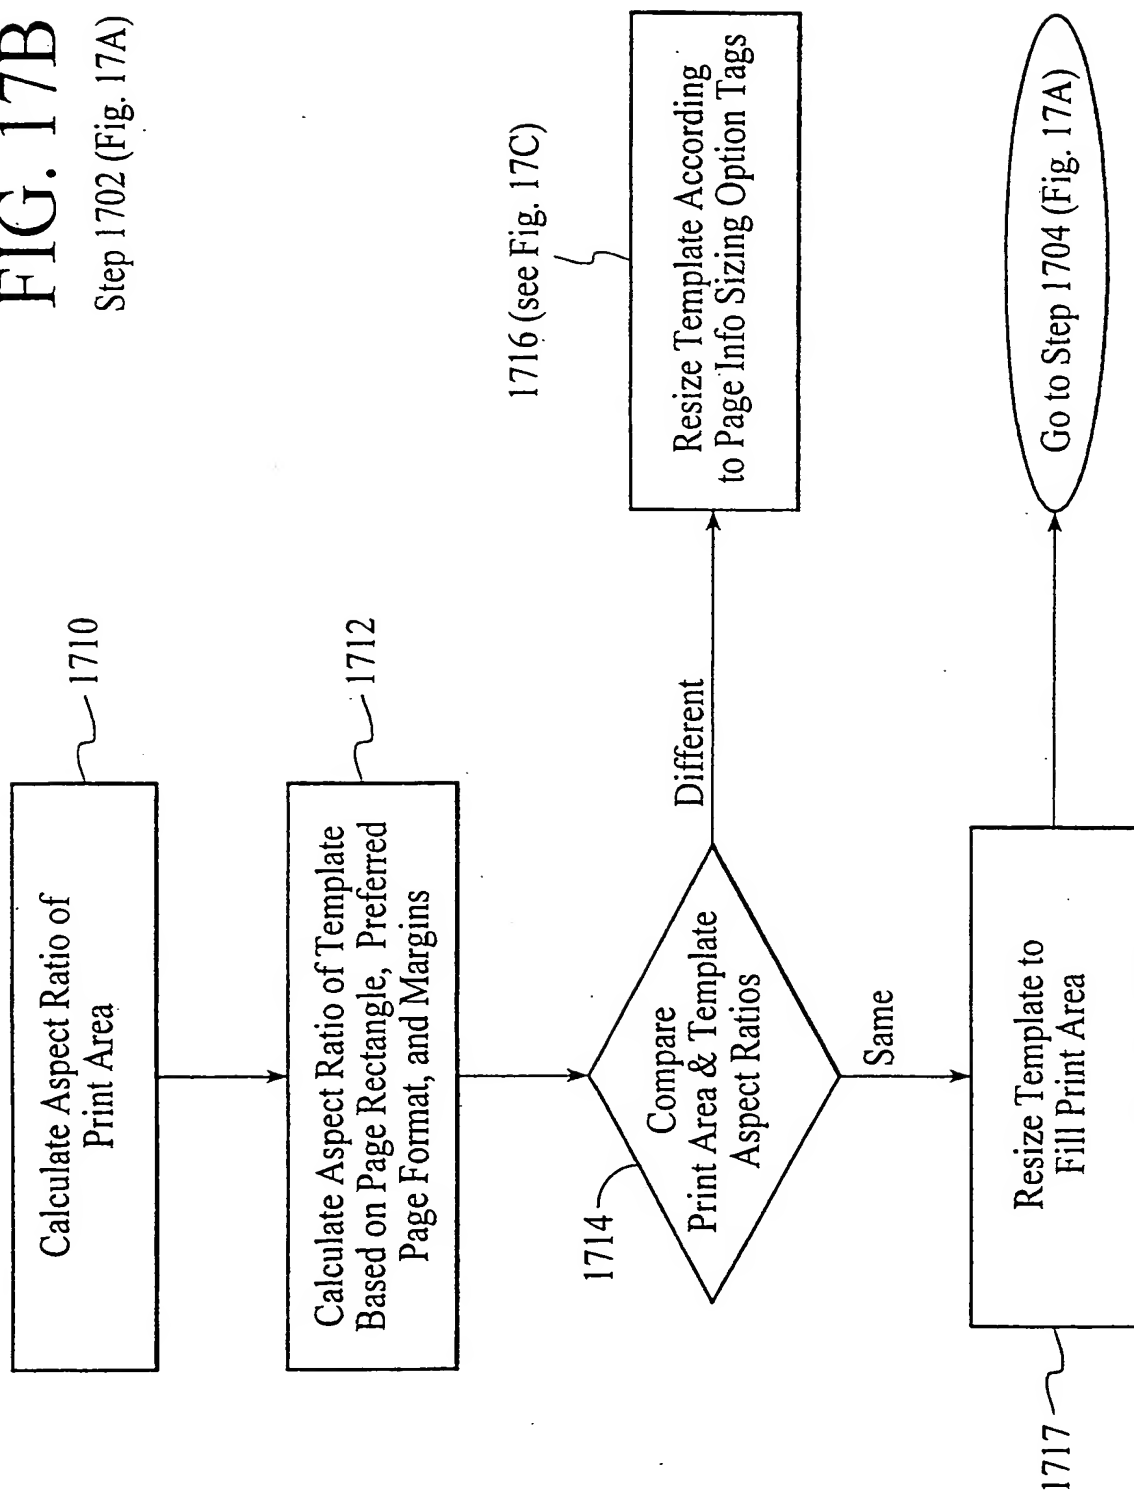 FIG. 17B
Step 1702 (Fig. 17A)
Calculate Aspect Ratio of
Print Area
1710
Calculate Aspect Ratio of Template
Based on Page Rectangle, Preferred
Page Format, and Margins
1712
Compare
Print Area & Template
Aspect Ratios
1714
Different
1716 (see Fig. 17C)
Resize Template According
to Page Info Sizing Option Tags
Same
Resize Template to
Fill Print Area
1717
Go to Step 1704 (Fig. 17A)